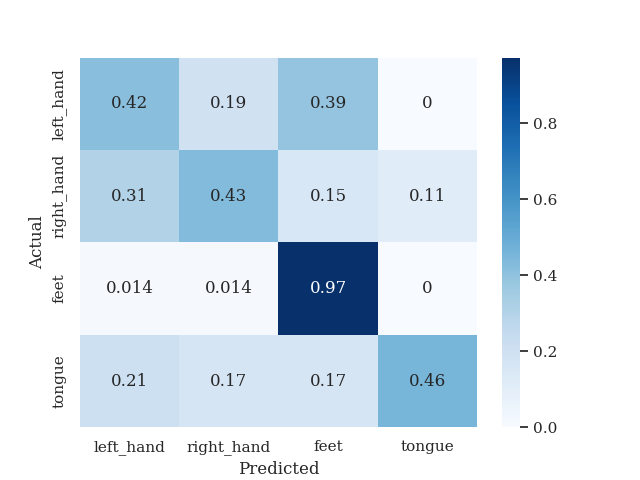 left_hand 0.42 0.19 0.39 0
right_hand 0.31 0.43 0.15 0.11
feet 0.014 0.014 0.97 0
tongue 0.21 0.17 0.17 0.46
left_hand right_hand feet tongue
Predicted
Actual
0.8
0.6
0.4
0.2
0.0